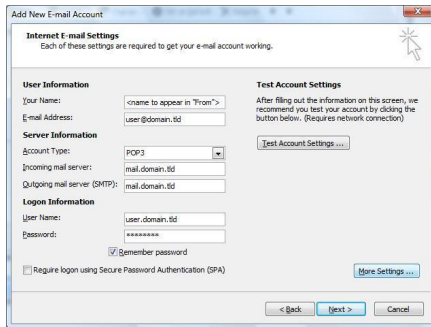 Add New E-mail Account
Internet E-mail Settings
Each of these settings are required to get your e-mail account working.
User Information
Your Name: <name to appear in "From">
E-mail Address: user@domain.tld
Server Information
Account Type: POP3
Incoming mail server: mail.domain.tld
Outgoing mail server (SMTP): mail.domain.tld
Logon Information
User Name: user.domain.tld
Password: ********
Remember password
Require logon using Secure Password Authentication (SPA)
Test Account Settings
After filling out the information on this screen, we
recommend you test your account by clicking the
button below. (Requires network connection)
Test Account Settings ...
More Settings ...
< Back
Next >
Cancel